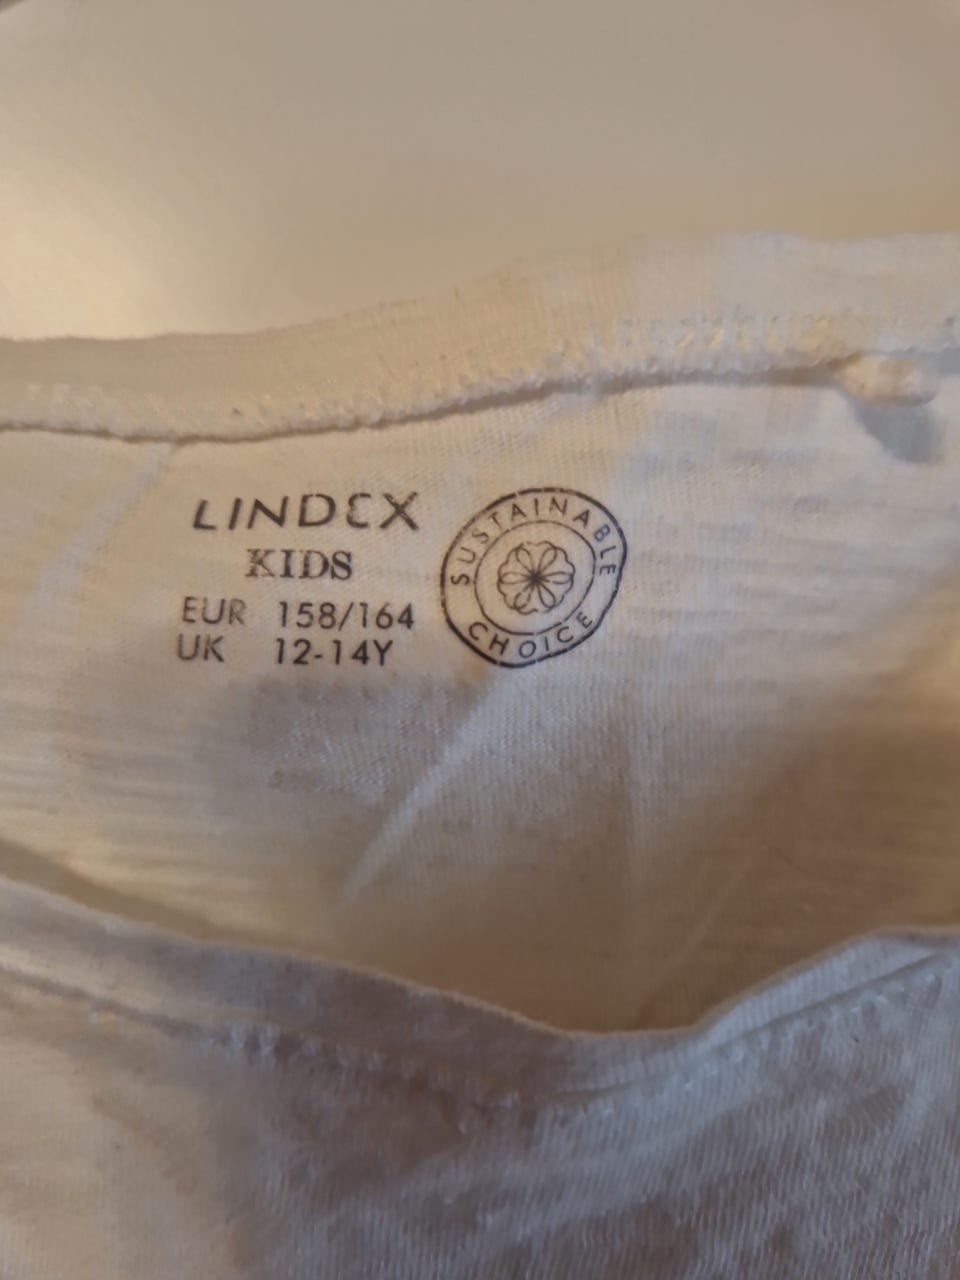 LINDEX
KIDS
EUR 158/164
UK 12-14Y
SUSTAINABLE
CHOICE